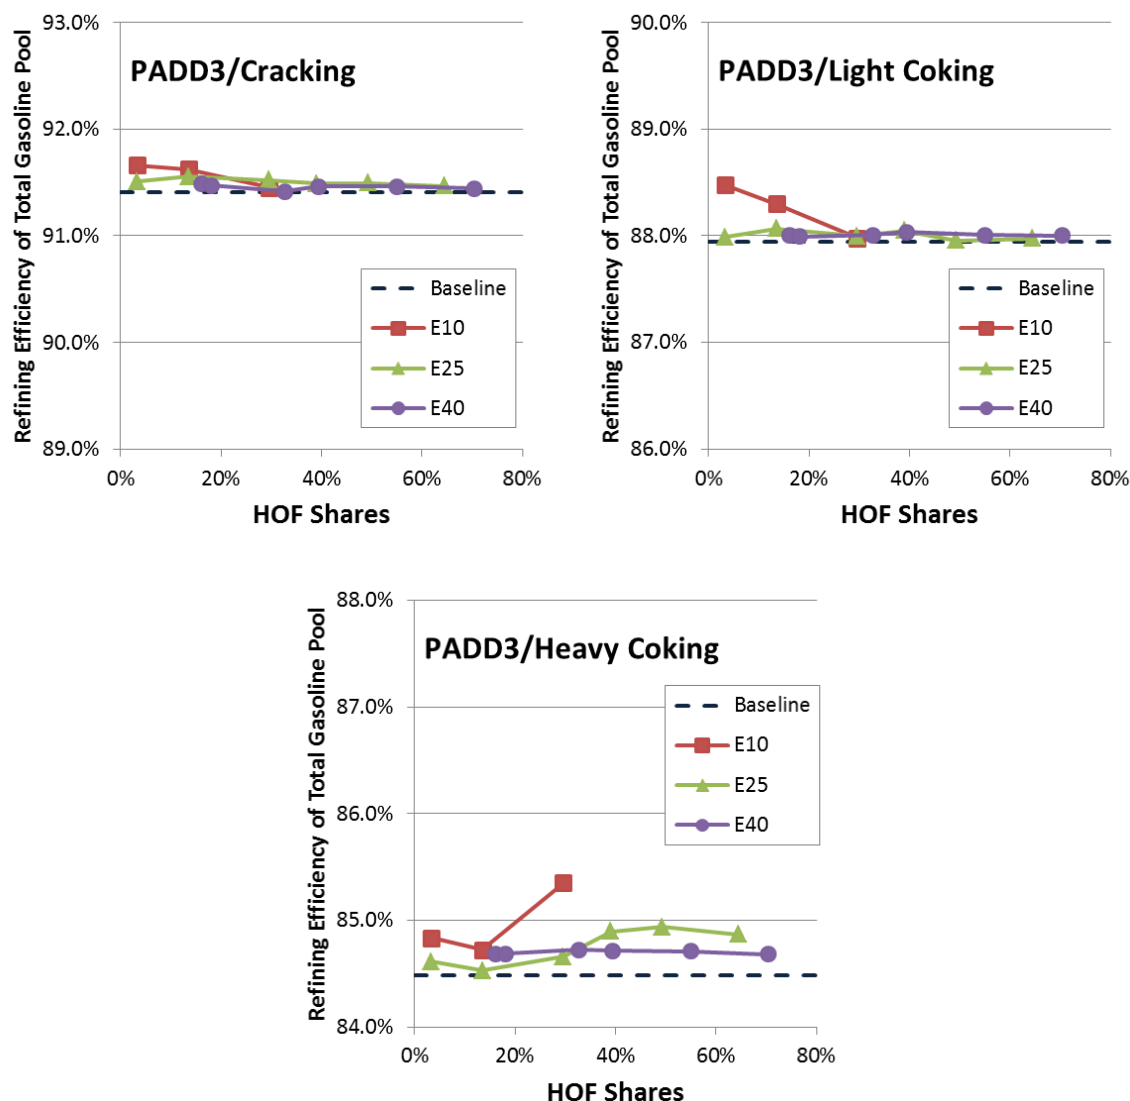 Refining Efficiency of Total Gasoline Pool
93.0%
92.0%
91.0%
90.0%
89.0%
PADD3/Cracking
Baseline
E10
E25
E40
0% 20% 40% 60% 80%
HOF Shares
Refining Efficiency of Total Gasoline Pool
90.0%
89.0%
88.0%
87.0%
86.0%
PADD3/Light Coking
Baseline
E10
E25
E40
0% 20% 40% 60% 80%
HOF Shares
Refining Efficiency of Total Gasoline Pool
88.0%
87.0%
86.0%
85.0%
84.0%
PADD3/Heavy Coking
Baseline
E10
E25
E40
0% 20% 40% 60% 80%
HOF Shares